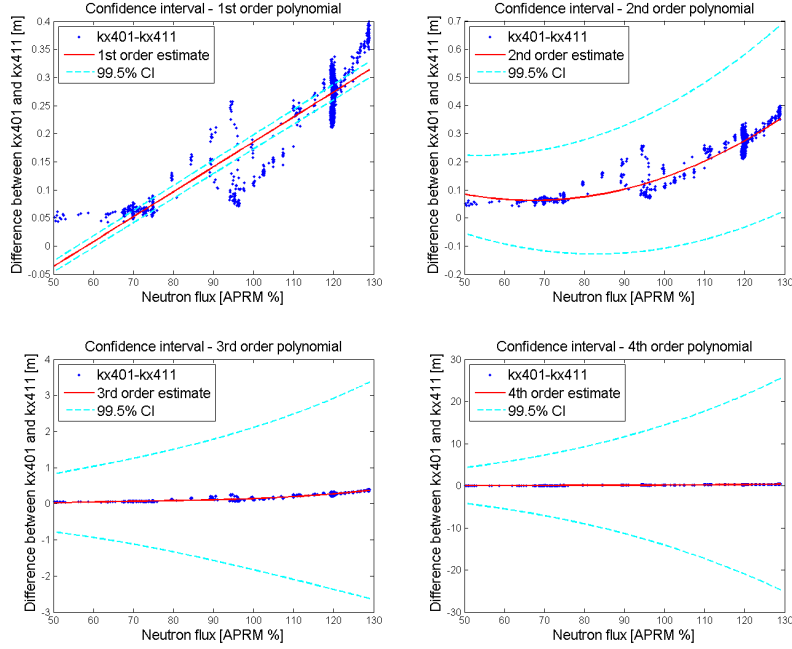 Confidence interval - 1st order polynomial
Difference between kx401 and kx411 [m]
0.4
0.35
0.3
0.25
0.2
0.15
0.1
0.05
0
-0.05
kx401-kx411
1st order estimate
99.5% CI
50 60 70 80 90 100 110 120 130
Neutron flux [APRM %]
Confidence interval - 2nd order polynomial
Difference between kx401 and kx411 [m]
0.7
0.6
0.5
0.4
0.3
0.2
0.1
0
-0.1
-0.2
kx401-kx411
2nd order estimate
99.5% CI
50 60 70 80 90 100 110 120 130
Neutron flux [APRM %]
Confidence interval - 3rd order polynomial
Difference between kx401 and kx411 [m]
4
3
2
1
0
-1
-2
-3
kx401-kx411
3rd order estimate
99.5% CI
50 60 70 80 90 100 110 120 130
Neutron flux [APRM %]
Confidence interval - 4th order polynomial
Difference between kx401 and kx411 [m]
30
20
10
0
-10
-20
-30
kx401-kx411
4th order estimate
99.5% CI
50 60 70 80 90 100 110 120 130
Neutron flux [APRM %]